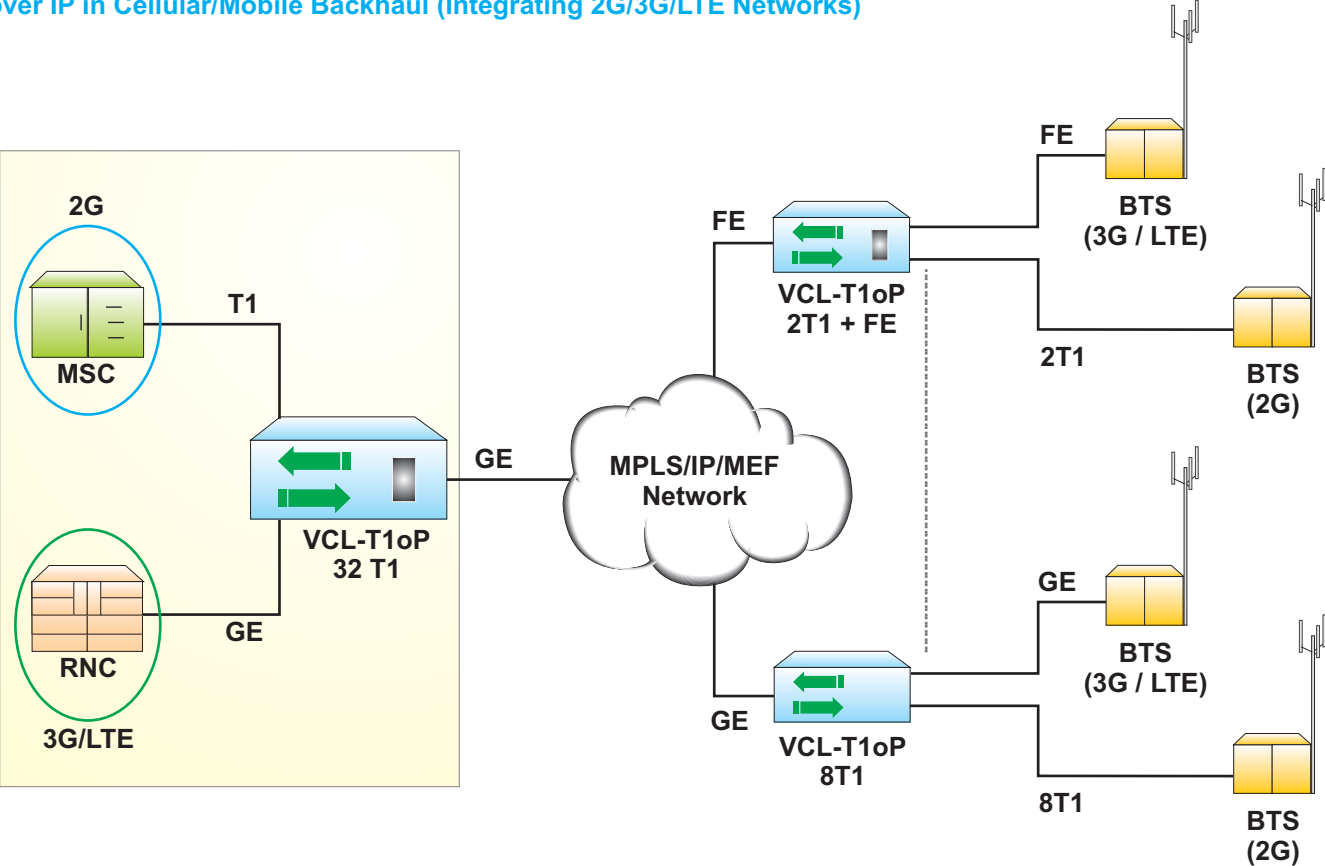 over IP in Cellular/Mobile Backhaul (Integrating 2G/3G/LTE Networks)
2G
MSC
T1
VCL-T1oP
32 T1
RNC
GE
3G/LTE
GE
MPLS/IP/MEF
Network
FE
VCL-T1oP
2T1 + FE
FE
BTS
(3G / LTE)
2T1
BTS
(2G)
GE
VCL-T1oP
8T1
GE
BTS
(3G / LTE)
8T1
BTS
(2G)